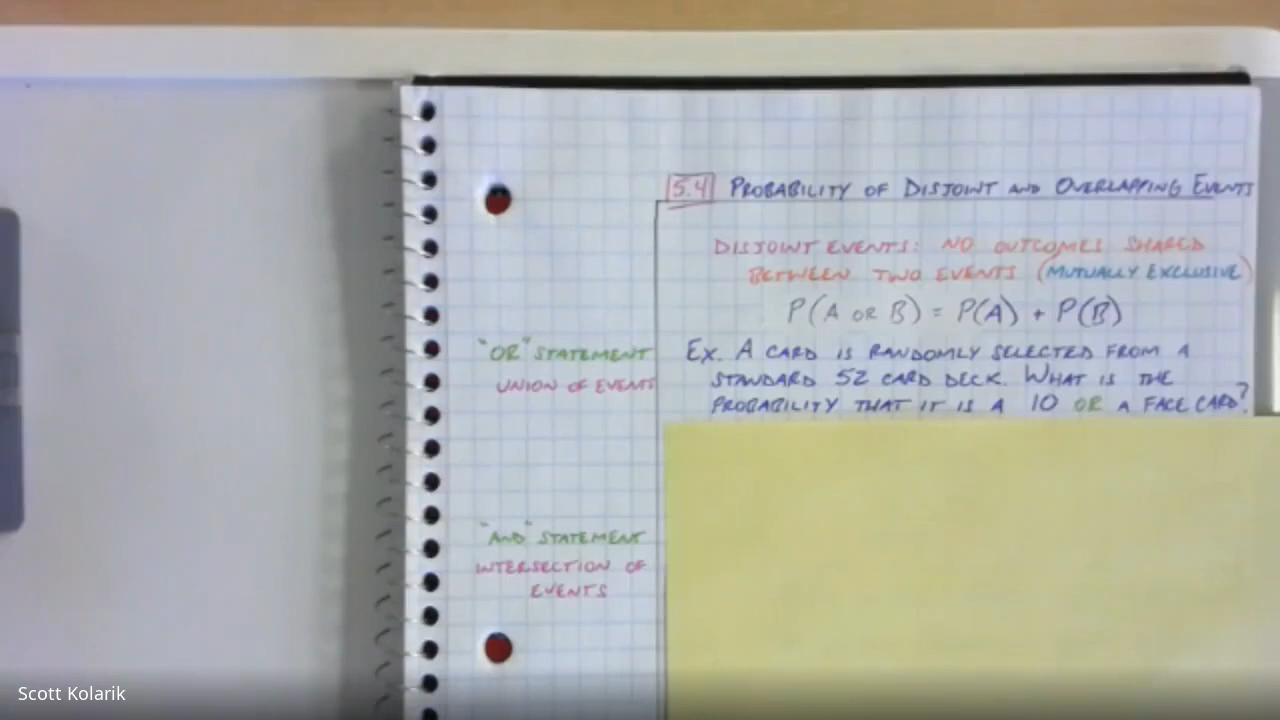 5.4 PROBABILITY OF DISJOINT AND OVERLAPPING EVENTS
DISJOINT EVENTS: NO OUTCOMES SHARED
BETWEEN TWO EVENTS (MUTUALLY EXCLUSIVE)
P(A OR B) = P(A) + P(B)
"OR" STATEMENT
UNION OF EVENTS
EX. A CARD IS RANDOMLY SELECTED FROM A
STANDARD 52 CARD DECK. WHAT IS THE
PROBABILITY THAT IT IS A 10 OR A FACE CARD?
"AND" STATEMENT
INTERSECTION OF
EVENTS
Scott Kolarik